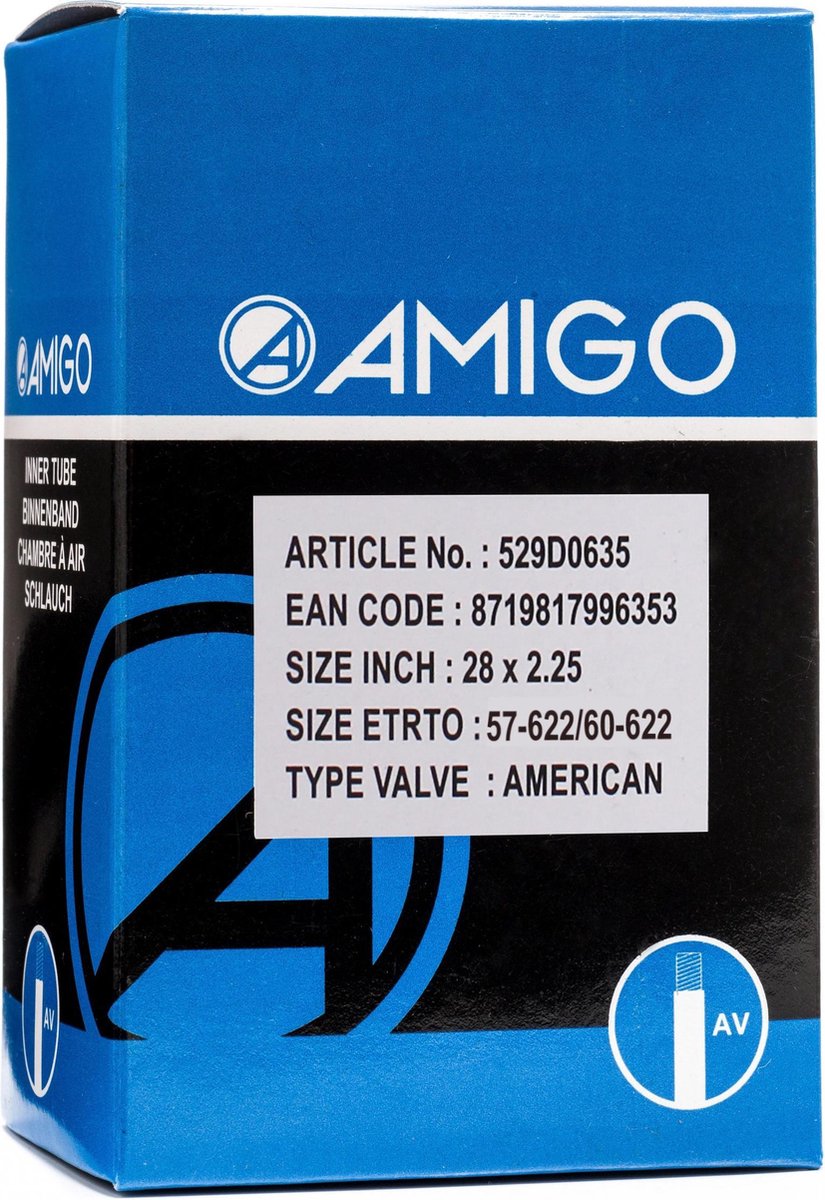 AMIGO
AMIGO
INNER TUBE
BINNENBAND
CHAMBRE À AIR
SCHLAUCH
ARTICLE No. : 529D0635
EAN CODE : 8719817996353
SIZE INCH : 28 x 2.25
SIZE ETRTO : 57-622/60-622
TYPE VALVE : AMERICAN
AV
AV